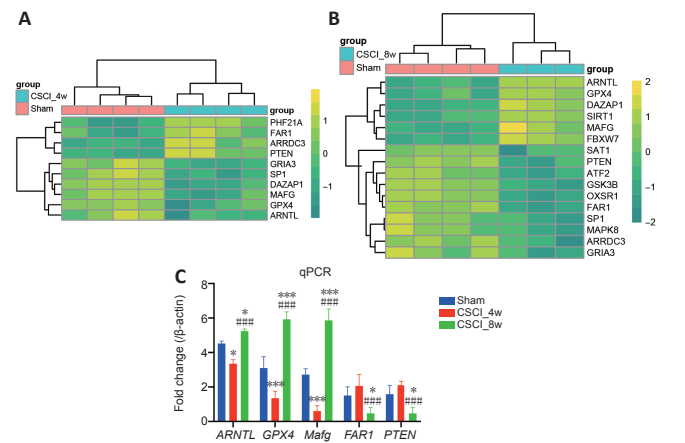 A
group
CSCI_4w
Sham
group
PHF21A
FAR1
ARRDC3
PTEN
GRIA3
SP1
DAZAP1
MAFG
GPX4
ARNTL
1
0
−1
B
group
CSCI_8w
Sham
group
ARNTL
GPX4
DAZAP1
SIRT1
MAFG
FBXW7
SAT1
PTEN
ATF2
GSK3B
OXSR1
FAR1
SP1
MAPK8
ARRDC3
GRIA3
2
1
0
−1
−2
C
qPCR
Fold change (/β-actin)
8
6
4
2
0
*
*
###
***
***
###
***
***
###
*
###
*
###
ARNTL GPX4 Mafg FAR1 PTEN
Sham
CSCI_4w
CSCI_8w